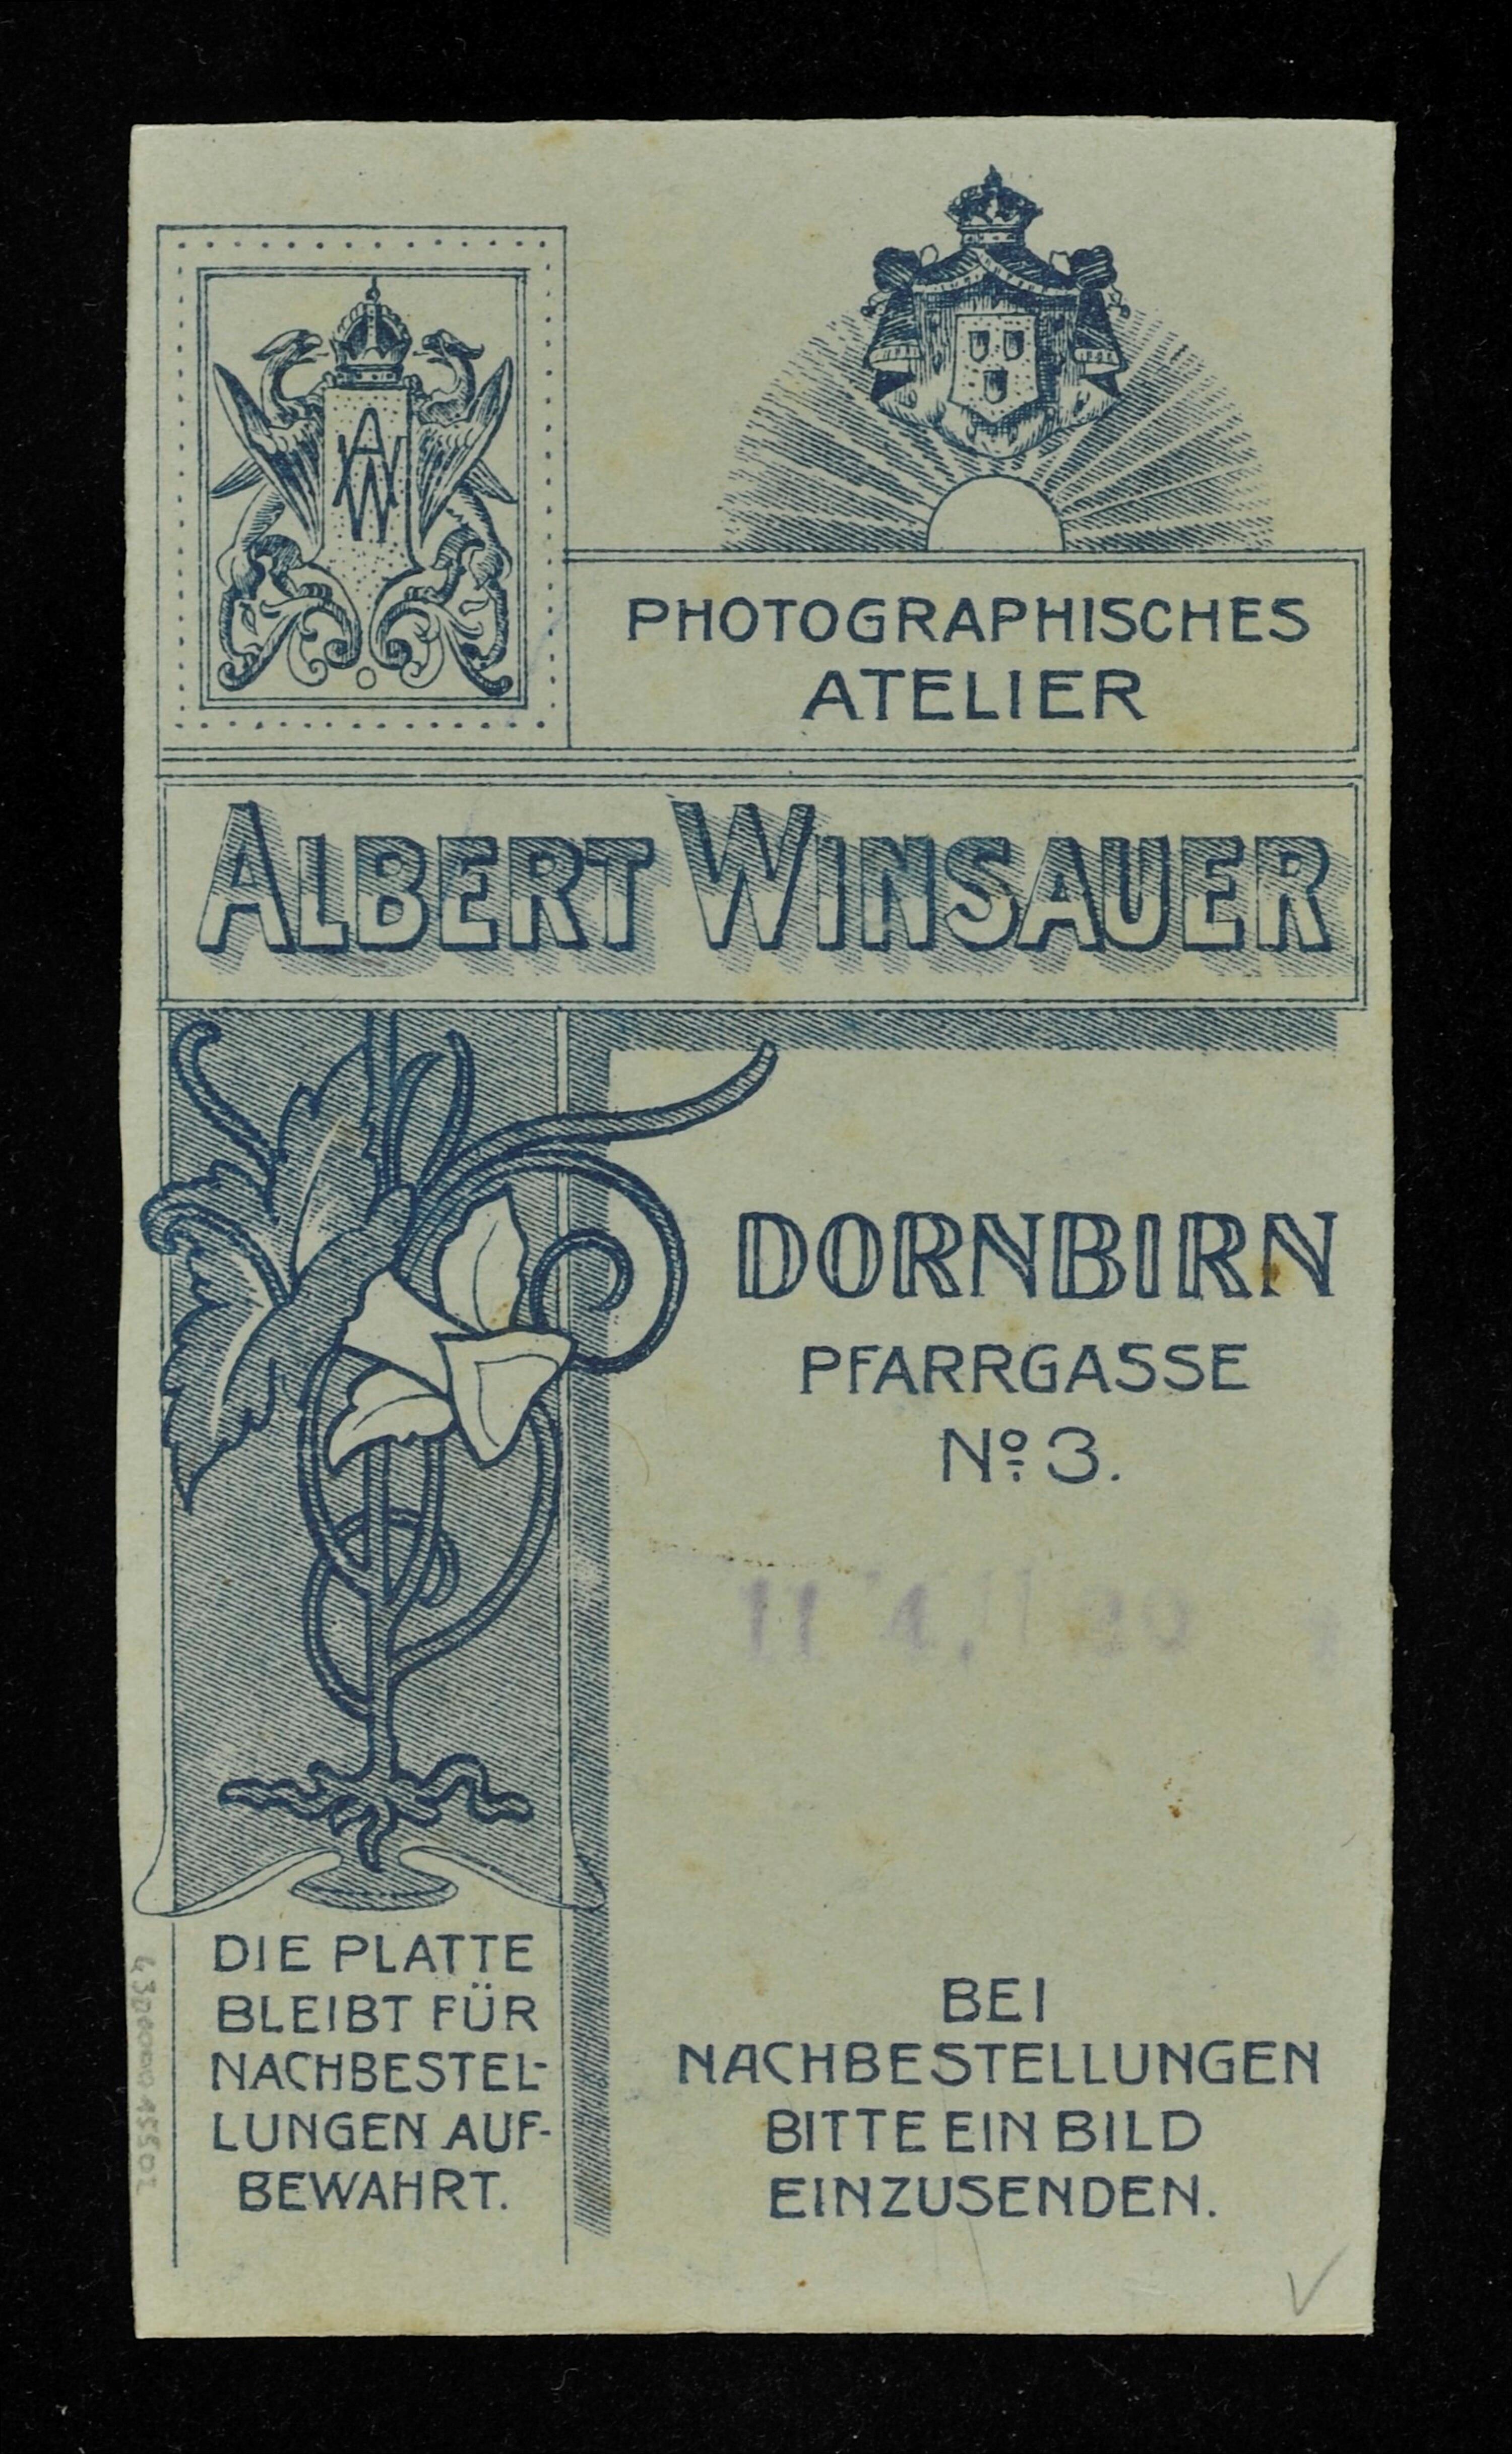 AW
PHOTOGRAPHISCHES
ATELIER
ALBERT WINSAUER
DORNBIRN
PFARRGASSE
Nº 3.
DIE PLATTE
BLEIBT FÜR
NACHBESTEL-
LUNGEN AUF-
BEWAHRT.
BEI
NACHBESTELLUNGEN
BITTE EIN BILD
EINZUSENDEN.